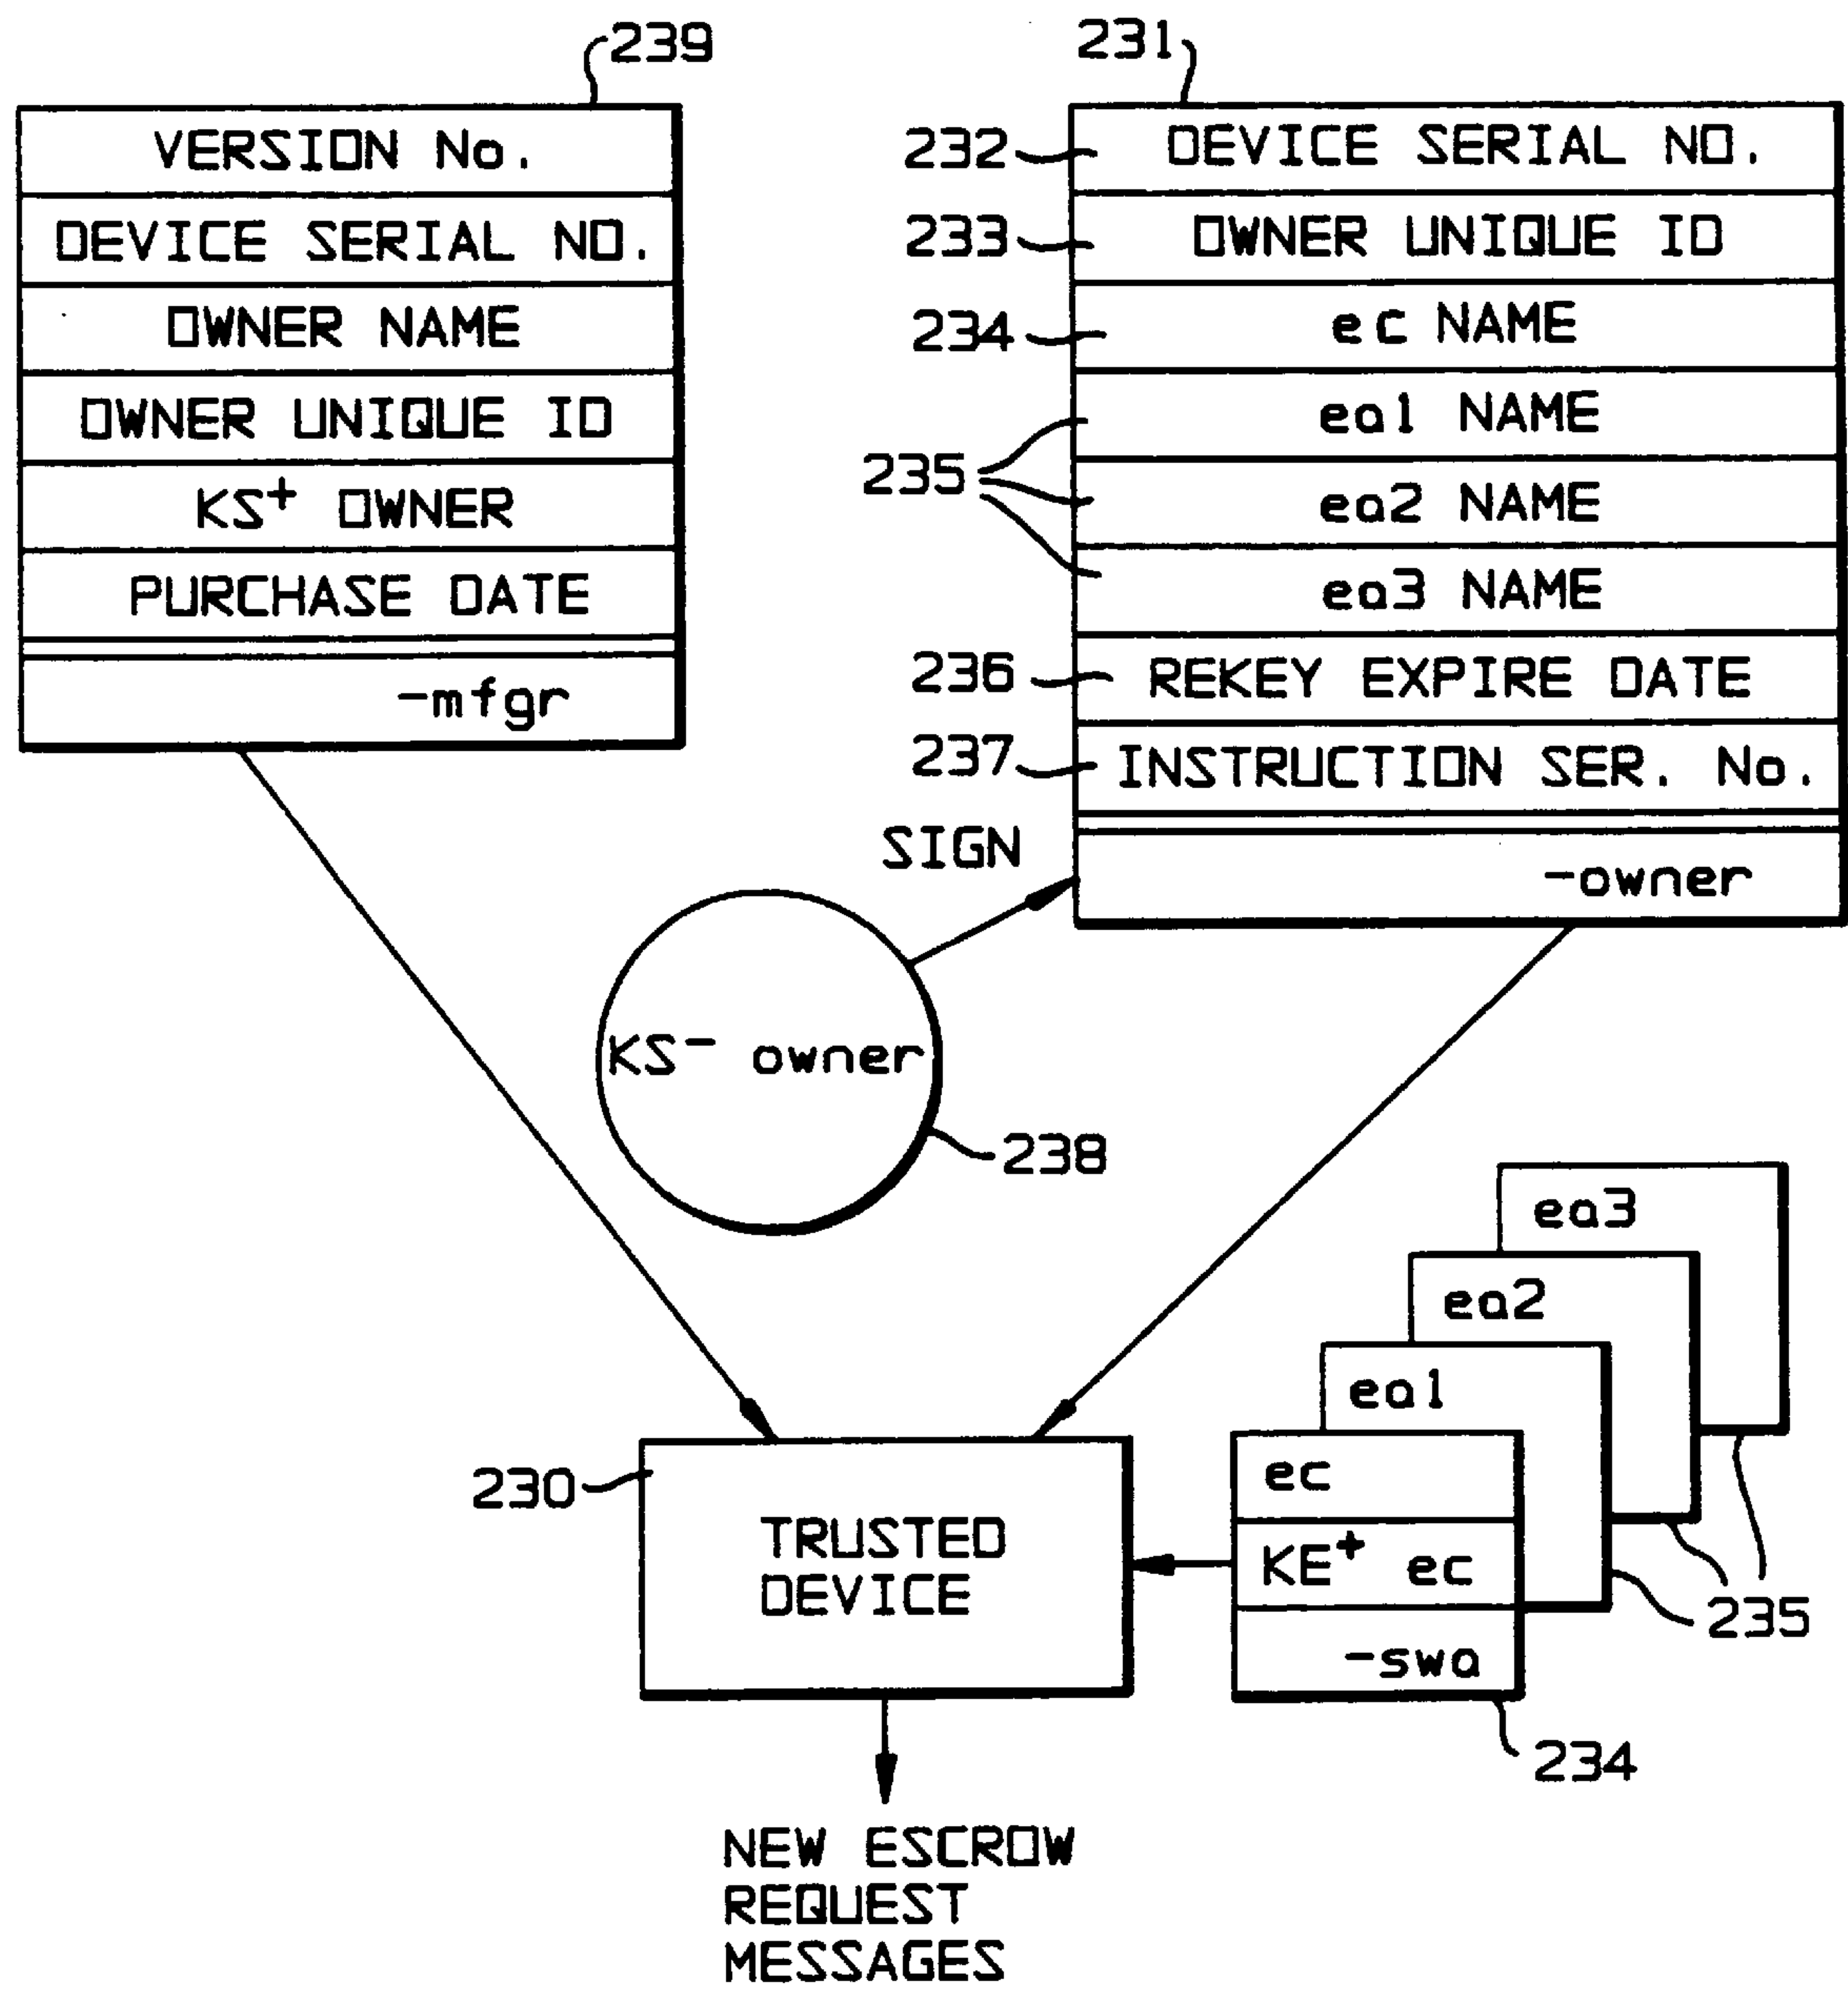 239
VERSION No.
DEVICE SERIAL NO.
OWNER NAME
OWNER UNIQUE ID
KS+ OWNER
PURCHASE DATE
-mfgr
231
232 DEVICE SERIAL NO.
233 OWNER UNIQUE ID
234 ec NAME
ea1 NAME
235 ea2 NAME
ea3 NAME
236 REKEY EXPIRE DATE
237 INSTRUCTION SER. No.
SIGN
-owner
KS- owner
238
ea3
ea2
ea1
ec
KE+ ec
-swa
235
234
230
TRUSTED
DEVICE
NEW ESCROW
REQUEST
MESSAGES